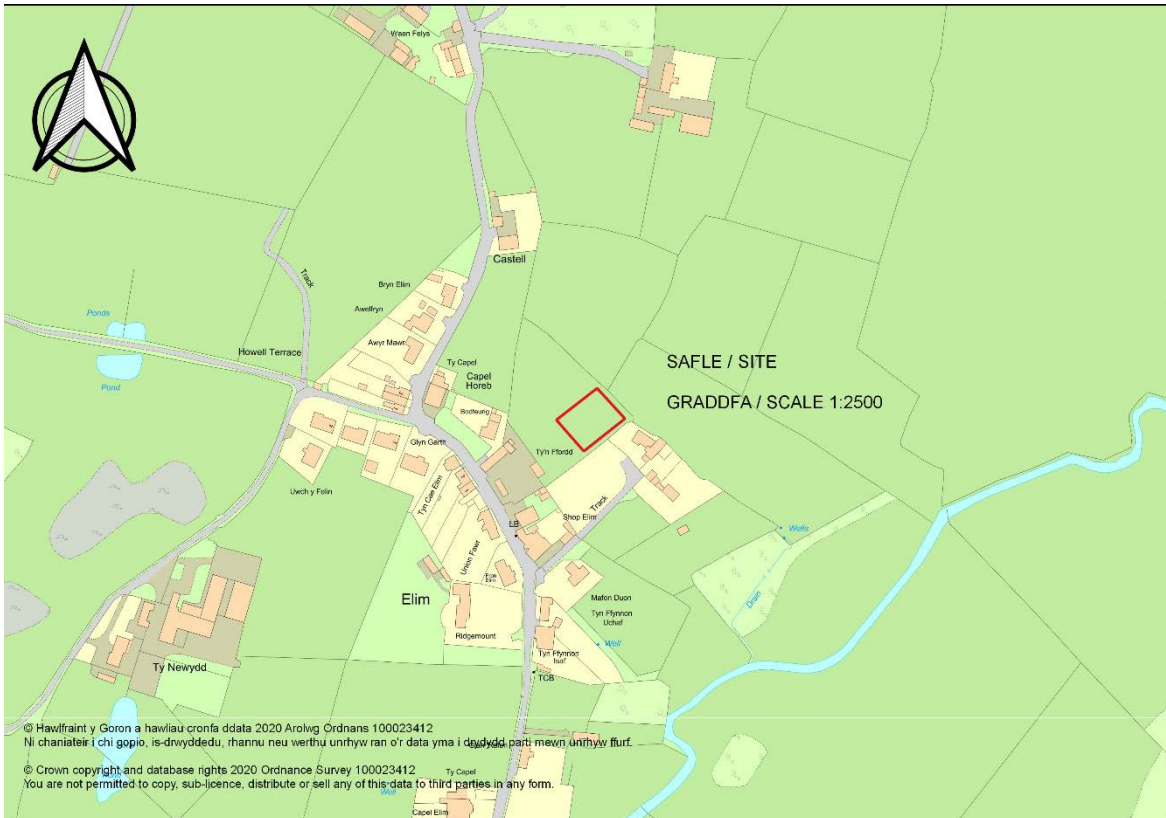 Waen Felys
Castell
Bryn Elim
Awelfryn
Track
Ponds
Pond
Howell Terrace
Awyr Mawr
Ty Capel
Capel
Horeb
Bodfeurig
SAFLE / SITE
GRADDFA / SCALE 1:2500
Glyn Garth
Ty'n Ffordd
Uwch y Felin
Tyn Cae Elim
Track
Shop Elim
LB
Union Fawr
Wells
Drain
Elim
Mafon Duon
Tyn Ffynnon
Uchaf
Ridgemount
Well
Tyn Ffynnon
Isaf
Ty Newydd
TCB
© Hawlfraint y Goron a hawliau cronfa ddata 2020 Arolwg Ordnans 100023412
Ni chaniateir i chi gopio, is-drwyddedu, rhannu neu werthu unrhyw ran o'r data yma i drydydd parti mewn unrhyw ffurf.
© Crown copyright and database rights 2020 Ordnance Survey 100023412
You are not permitted to copy, sub-licence, distribute or sell any of this data to third parties in any form.
Ty Capel
Well
Capel Elim